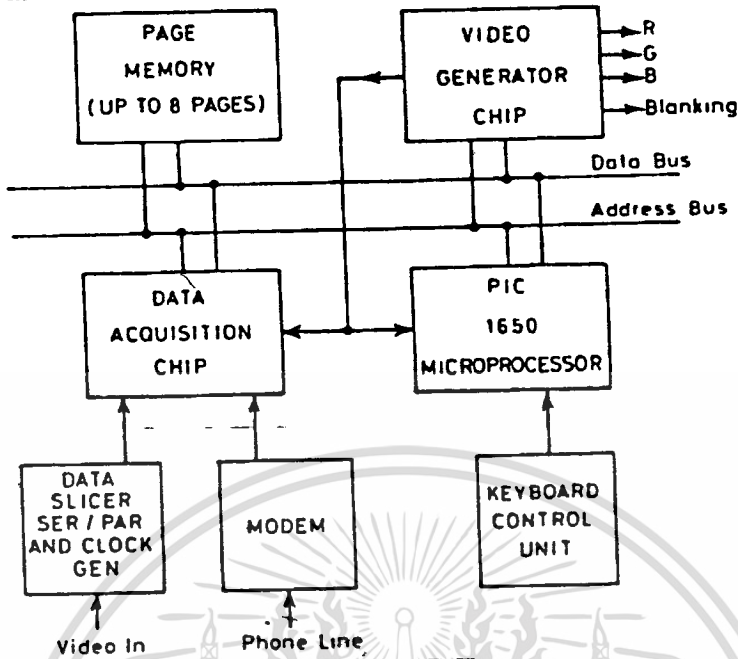 PAGE
MEMORY
(UP TO 8 PAGES)
VIDEO
GENERATOR
CHIP
R
G
B
Blanking
Data Bus
Address Bus
DATA
ACQUISITION
CHIP
PIC
1650
MICROPROCESSOR
DATA
SLICER
SER / PAR
AND CLOCK
GEN
MODEM
KEYBOARD
CONTROL
UNIT
Video In
Phone Line